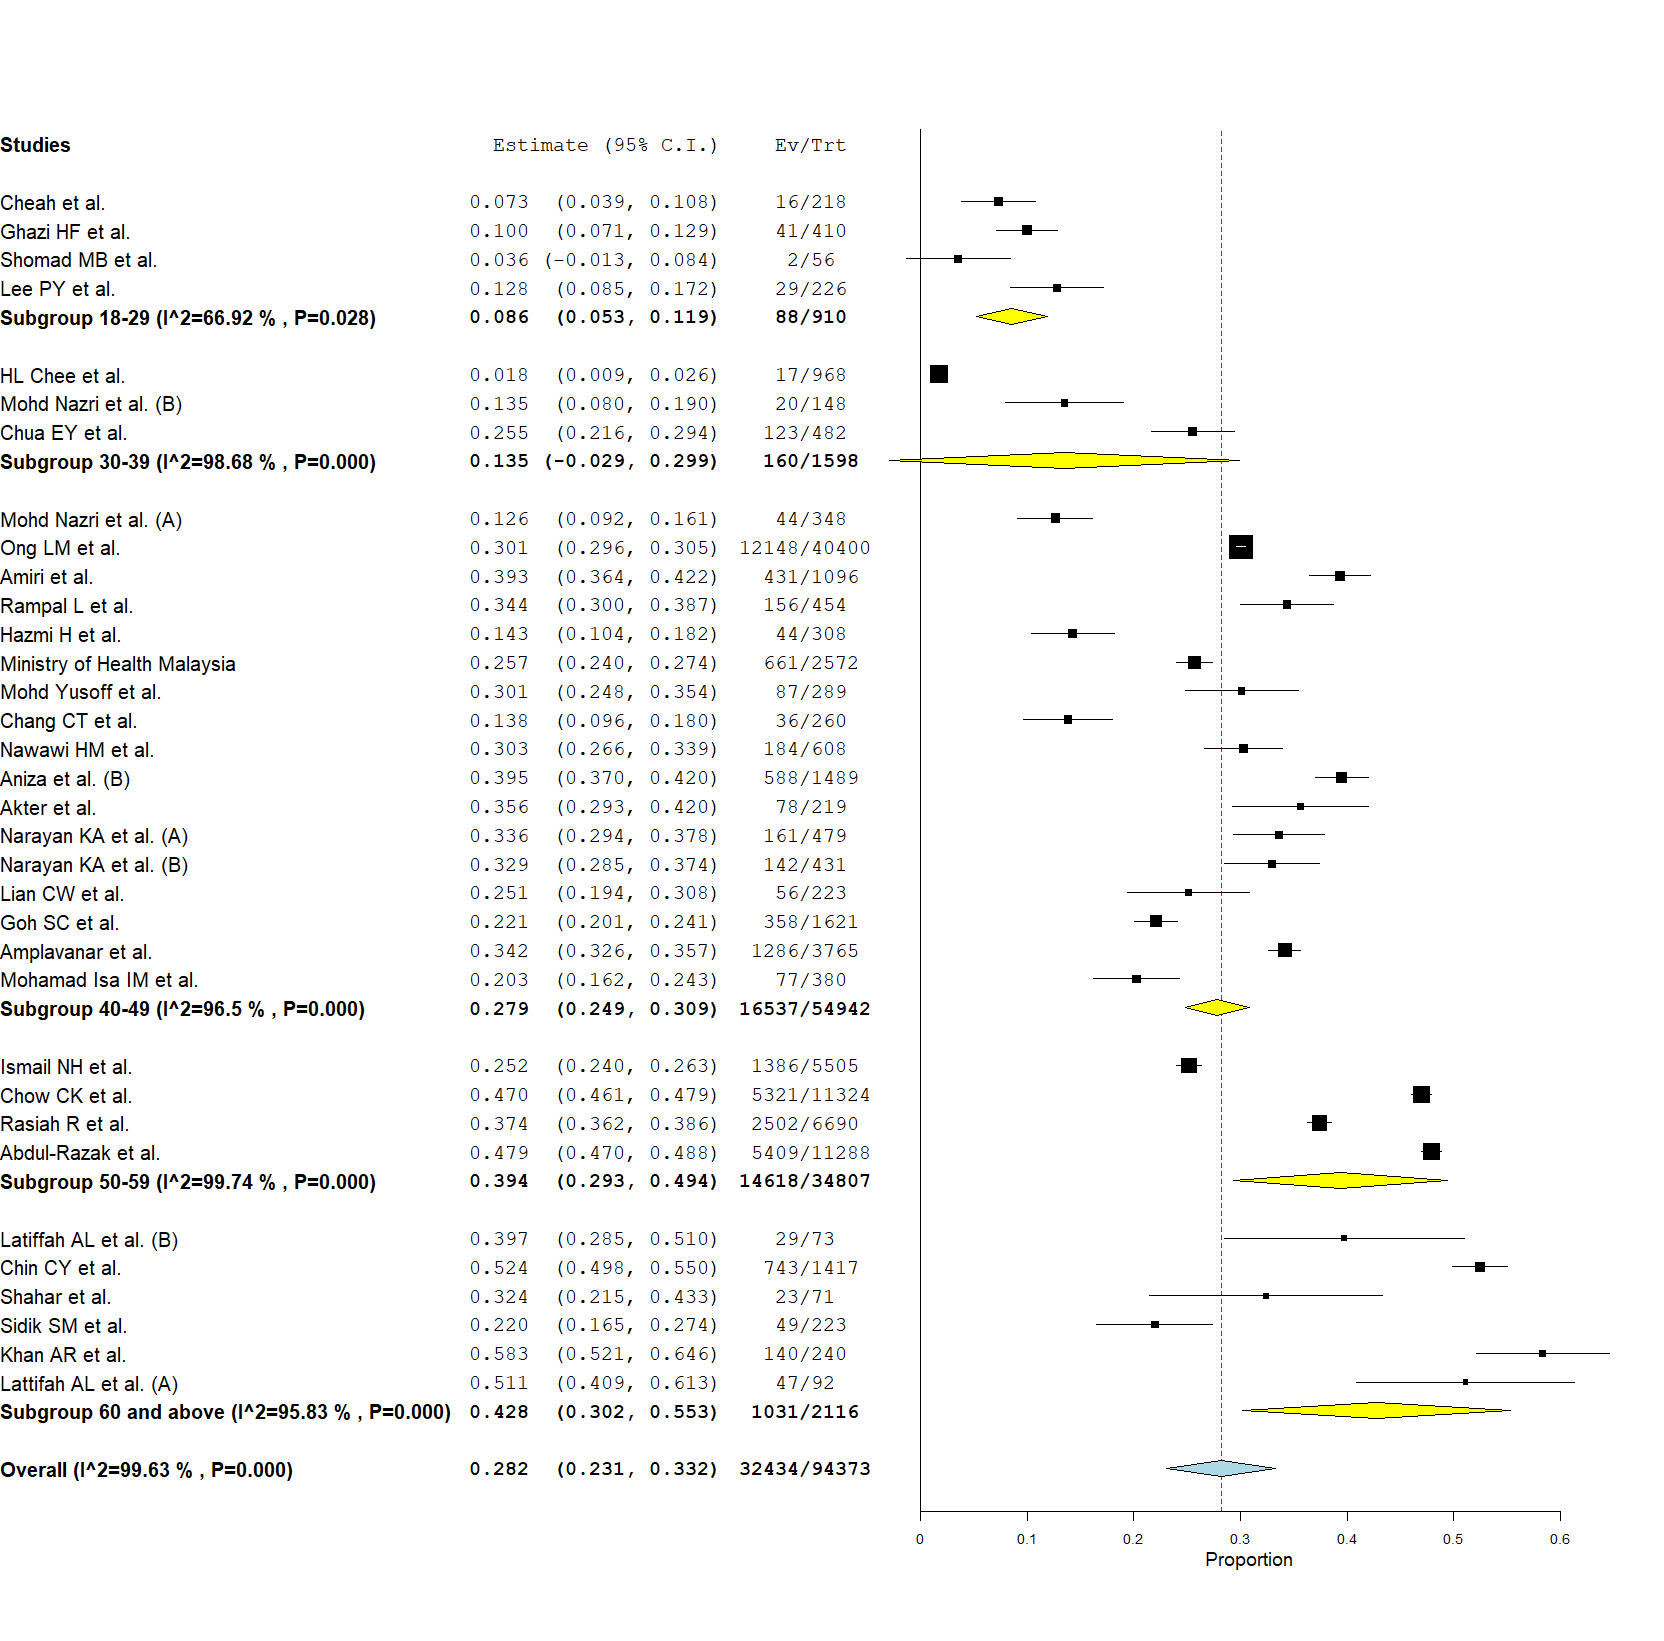 Studies Estimate (95% C.I.) Ev/Trt
Cheah et al. 0.073 (0.039, 0.108) 16/218
Ghazi HF et al. 0.100 (0.071, 0.129) 41/410
Shomad MB et al. 0.036 (-0.013, 0.084) 2/56
Lee PY et al. 0.128 (0.085, 0.172) 29/226
Subgroup 18-29 (I^2=66.92 % , P=0.028) 0.086 (0.053, 0.119) 88/910
HL Chee et al. 0.018 (0.009, 0.026) 17/968
Mohd Nazri et al. (B) 0.135 (0.080, 0.190) 20/148
Chua EY et al. 0.255 (0.216, 0.294) 123/482
Subgroup 30-39 (I^2=98.68 % , P=0.000) 0.135 (-0.029, 0.299) 160/1598
Mohd Nazri et al. (A) 0.126 (0.092, 0.161) 44/348
Ong LM et al. 0.301 (0.296, 0.305) 12148/40400
Amiri et al. 0.393 (0.364, 0.422) 431/1096
Rampal L et al. 0.344 (0.300, 0.387) 156/454
Hazmi H et al. 0.143 (0.104, 0.182) 44/308
Ministry of Health Malaysia 0.257 (0.240, 0.274) 661/2572
Mohd Yusoff et al. 0.301 (0.248, 0.354) 87/289
Chang CT et al. 0.138 (0.096, 0.180) 36/260
Nawawi HM et al. 0.303 (0.266, 0.339) 184/608
Aniza et al. (B) 0.395 (0.370, 0.420) 588/1489
Akter et al. 0.356 (0.293, 0.420) 78/219
Narayan KA et al. (A) 0.336 (0.294, 0.378) 161/479
Narayan KA et al. (B) 0.329 (0.285, 0.374) 142/431
Lian CW et al. 0.251 (0.194, 0.308) 56/223
Goh SC et al. 0.221 (0.201, 0.241) 358/1621
Amplavanar et al. 0.342 (0.326, 0.357) 1286/3765
Mohamad Isa IM et al. 0.203 (0.162, 0.243) 77/380
Subgroup 40-49 (I^2=96.5 % , P=0.000) 0.279 (0.249, 0.309) 16537/54942
Ismail NH et al. 0.252 (0.240, 0.263) 1386/5505
Chow CK et al. 0.470 (0.461, 0.479) 5321/11324
Rasiah R et al. 0.374 (0.362, 0.386) 2502/6690
Abdul-Razak et al. 0.479 (0.470, 0.488) 5409/11288
Subgroup 50-59 (I^2=99.74 % , P=0.000) 0.394 (0.293, 0.494) 14618/34807
Latiffah AL et al. (B) 0.397 (0.285, 0.510) 29/73
Chin CY et al. 0.524 (0.498, 0.550) 743/1417
Shahar et al. 0.324 (0.215, 0.433) 23/71
Sidik SM et al. 0.220 (0.165, 0.274) 49/223
Khan AR et al. 0.583 (0.521, 0.646) 140/240
Lattifah AL et al. (A) 0.511 (0.409, 0.613) 47/92
Subgroup 60 and above (I^2=95.83 % , P=0.000) 0.428 (0.302, 0.553) 1031/2116
Overall (I^2=99.63 % , P=0.000) 0.282 (0.231, 0.332) 32434/94373
0 0.1 0.2 0.3 0.4 0.5 0.6
Proportion